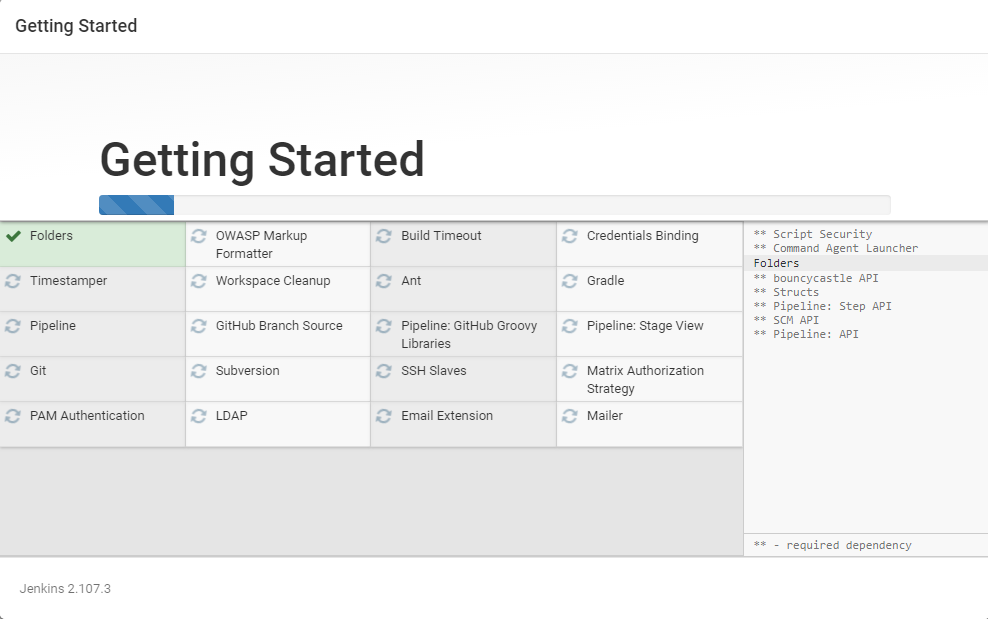 Getting Started
Getting Started
Folders
OWASP Markup
Formatter
Build Timeout
Credentials Binding
Timestamper
Workspace Cleanup
Ant
Gradle
Pipeline
GitHub Branch Source
Pipeline: GitHub Groovy
Libraries
Pipeline: Stage View
Git
Subversion
SSH Slaves
Matrix Authorization
Strategy
PAM Authentication
LDAP
Email Extension
Mailer
** Script Security
** Command Agent Launcher
Folders
** bouncycastle API
** Structs
** Pipeline: Step API
** SCM API
** Pipeline: API
** - required dependency
Jenkins 2.107.3